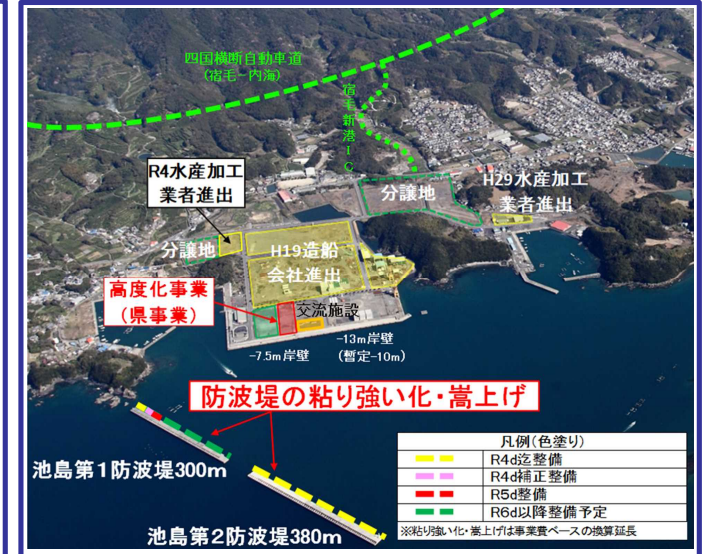 四国横断自動車道
(宿毛~内海)
宿毛新港IC
R4水産加工
業者進出
分譲地
H29水産加工
業者進出
分譲地
H19造船
会社進出
高度化事業
(県事業)
交流施設
-7.5m岸壁
-13m岸壁
(暫定-10m)
防波堤の粘り強い化・嵩上げ
池島第1防波堤300m
池島第2防波堤380m
凡例(色塗り)
R4d迄整備
R4d補正整備
R5d整備
R6d以降整備予定
※粘り強い化・嵩上げは事業費ベースの換算延長